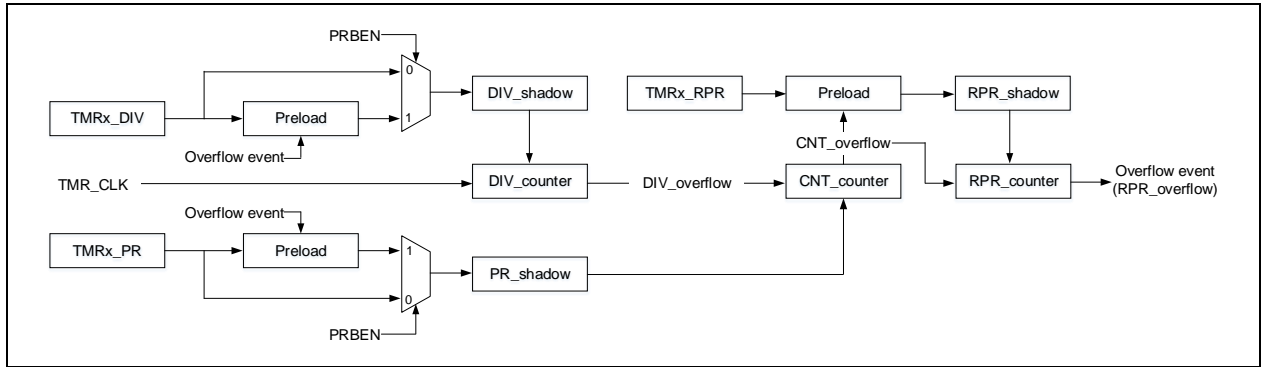 PRBEN
0
DIV_shadow
TMRx_RPR
Preload
RPR_shadow
TMRx_DIV
Preload
1
Overflow event
CNT_overflow
TMR_CLK
DIV_counter
DIV_overflow
CNT_counter
RPR_counter
Overflow event
(RPR_overflow)
Overflow event
TMRx_PR
Preload
1
PR_shadow
0
PRBEN